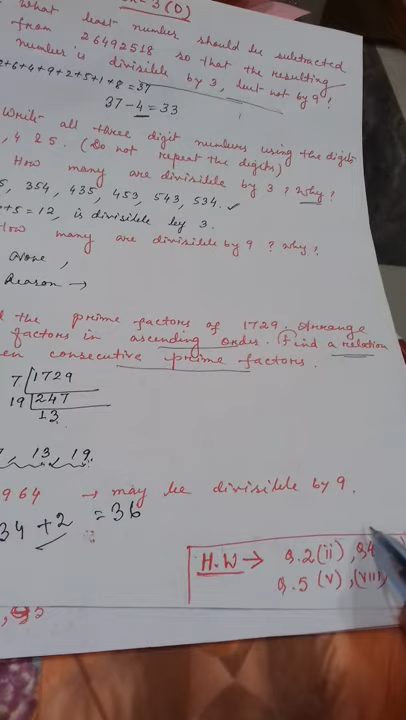 3(D)
What least number should be subtracted
from 26492518 so that the resulting
number is divisible by 3, but not by 9?
2+6+4+9+2+5+1+8=37
37-4=33
Write all three digit numbers using the digits
, 4 & 5. (Do not repeat the digits)
How many are divisible by 3? Why?
5, 354, 435, 453, 543, 534.
+5=12, is divisible by 3.
How many are divisible by 9? Why?
None,
Reason →
the prime factors of 1729. Arrange
factors in ascending order. Find a relation
consecutive prime factors.
7 1729
19 247
13
, 13, 19.
964 → may be divisible by 9.
34 + 2 = 36
H.W → Q.2(ii), Q4
Q.5 (v), (VIII)